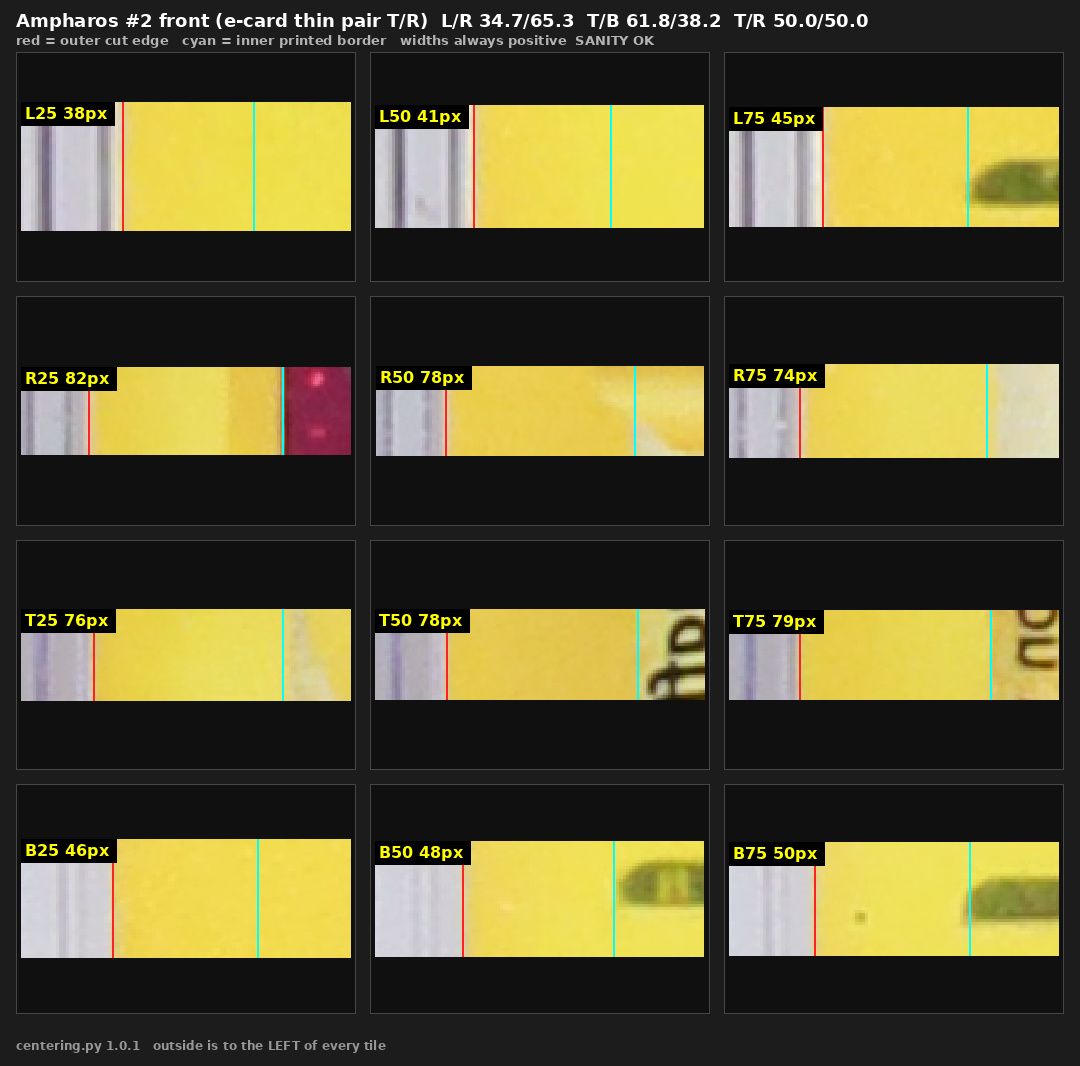 Ampharos #2 front (e-card thin pair T/R)  L/R 34.7/65.3  T/B 61.8/38.2  T/R 50.0/50.0
red = outer cut edge   cyan = inner printed border   widths always positive  SANITY OK
L25 38px
L50 41px
L75 45px
R25 82px
R50 78px
R75 74px
T25 76px
T50 78px
T75 79px
B25 46px
B50 48px
B75 50px
centering.py 1.0.1   outside is to the LEFT of every tile